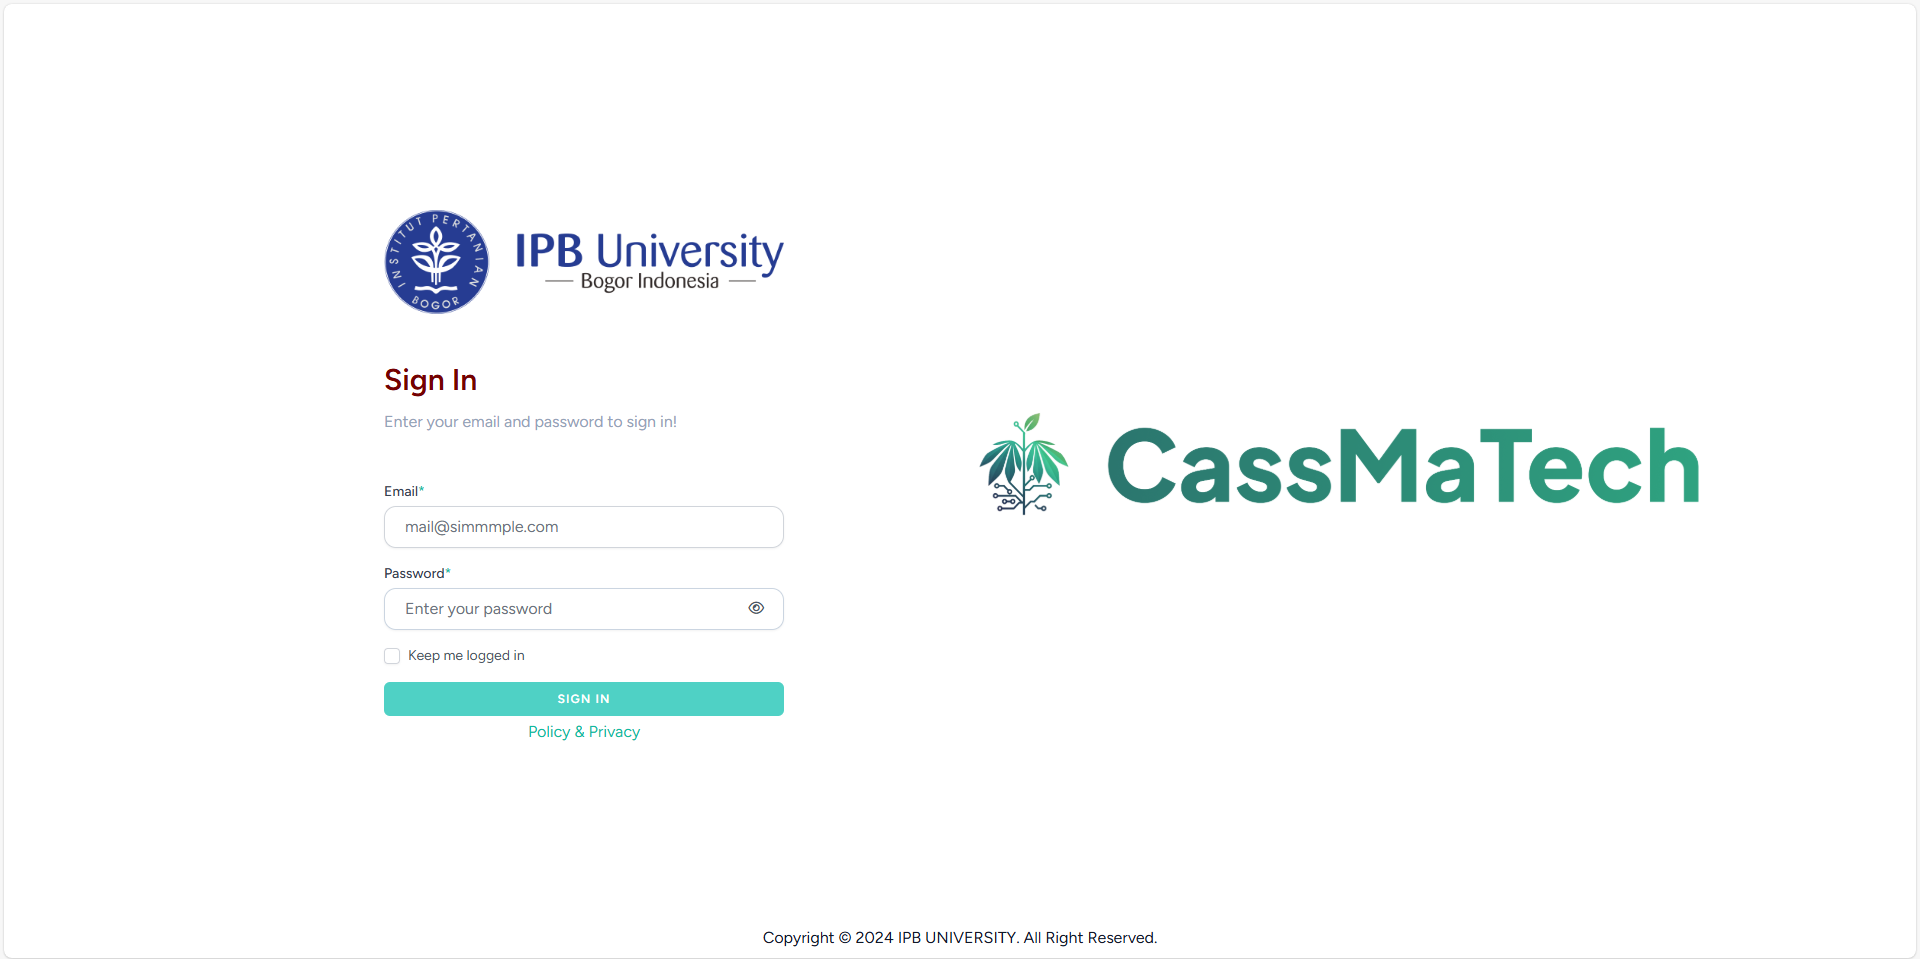 INSTITUT PERTANIAN BOGOR
IPB University
Bogor Indonesia
Sign In
Enter your email and password to sign in!
Email*
mail@simmmple.com
Password*
Enter your password
Keep me logged in
SIGN IN
Policy & Privacy
CassMaTech
Copyright © 2024 IPB UNIVERSITY. All Right Reserved.